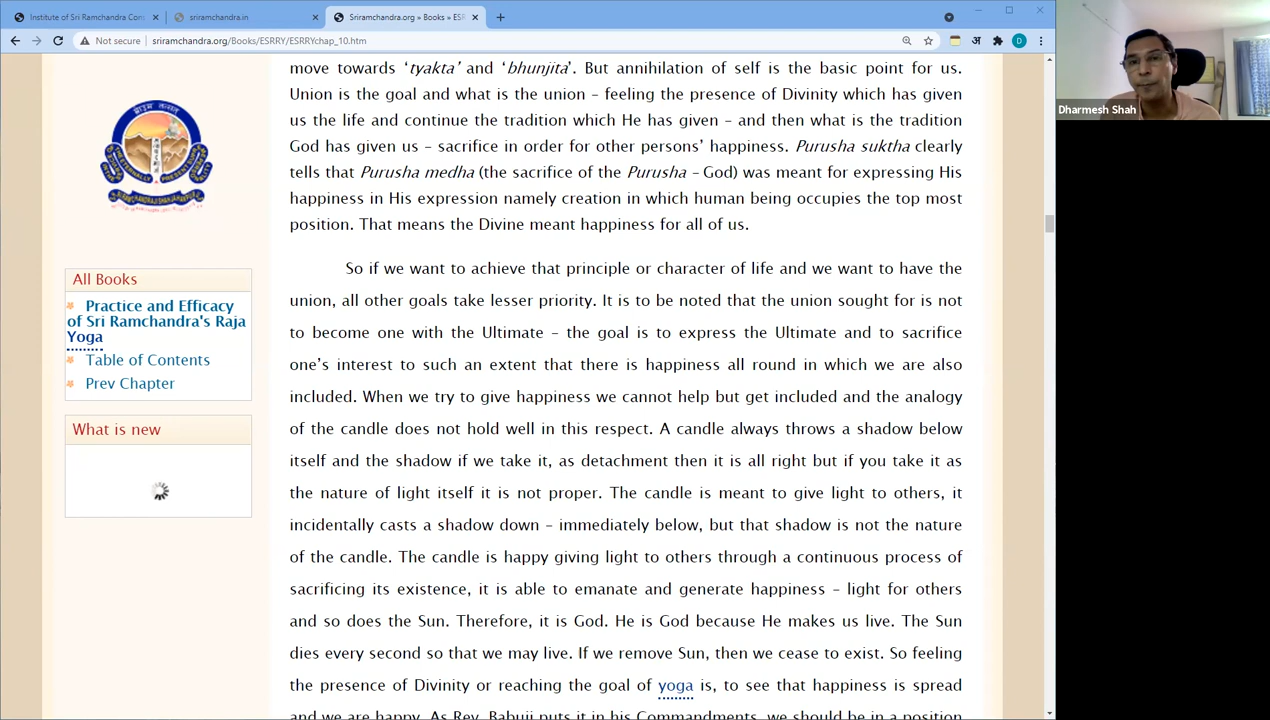 Institute of Sri Ramchandra Con
sriramchandra.in
Sriramchandra.org » Books » ESR
Not secure
sriramchandra.org/Books/ESRRY/ESRRYchap_10.htm
अ
D
Dharmesh Shah
move towards ‘tyakta’ and ‘bhunjita’. But annihilation of self is the basic point for us.
Union is the goal and what is the union – feeling the presence of Divinity which has given
us the life and continue the tradition which He has given – and then what is the tradition
God has given us – sacrifice in order for other persons’ happiness. Purusha suktha clearly
tells that Purusha medha (the sacrifice of the Purusha – God) was meant for expressing His
happiness in His expression namely creation in which human being occupies the top most
position. That means the Divine meant happiness for all of us.
All Books
Practice and Efficacy
of Sri Ramchandra's Raja
Yoga
Table of Contents
Prev Chapter
What is new
So if we want to achieve that principle or character of life and we want to have the
union, all other goals take lesser priority. It is to be noted that the union sought for is not
to become one with the Ultimate – the goal is to express the Ultimate and to sacrifice
one’s interest to such an extent that there is happiness all round in which we are also
included. When we try to give happiness we cannot help but get included and the analogy
of the candle does not hold well in this respect. A candle always throws a shadow below
itself and the shadow if we take it, as detachment then it is all right but if you take it as
the nature of light itself it is not proper. The candle is meant to give light to others, it
incidentally casts a shadow down – immediately below, but that shadow is not the nature
of the candle. The candle is happy giving light to others through a continuous process of
sacrificing its existence, it is able to emanate and generate happiness – light for others
and so does the Sun. Therefore, it is God. He is God because He makes us live. The Sun
dies every second so that we may live. If we remove Sun, then we cease to exist. So feeling
the presence of Divinity or reaching the goal of yoga is, to see that happiness is spread
and we are happy. As Rev. Babuji puts it in his Commandments, we should be in a position